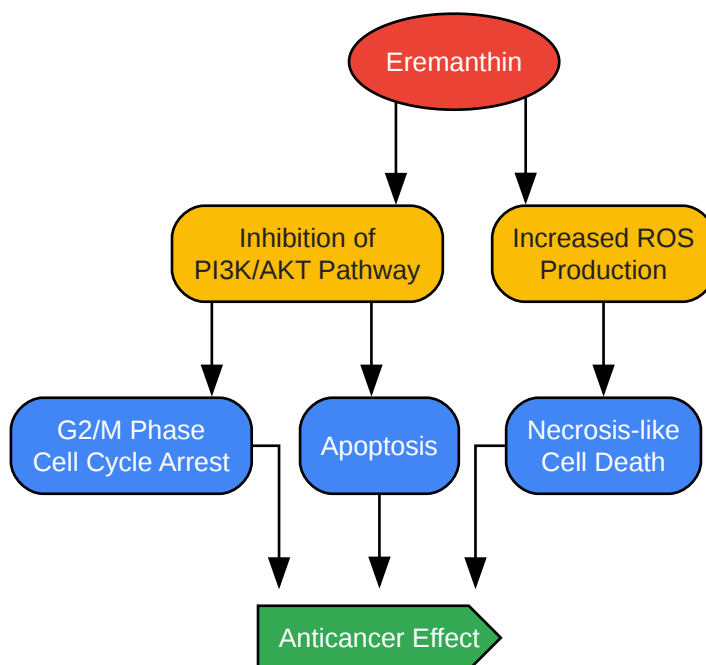 Eremanthin
Inhibition of
PI3K/AKT Pathway
Increased ROS
Production
G2/M Phase
Cell Cycle Arrest
Apoptosis
Necrosis-like
Cell Death
Anticancer Effect